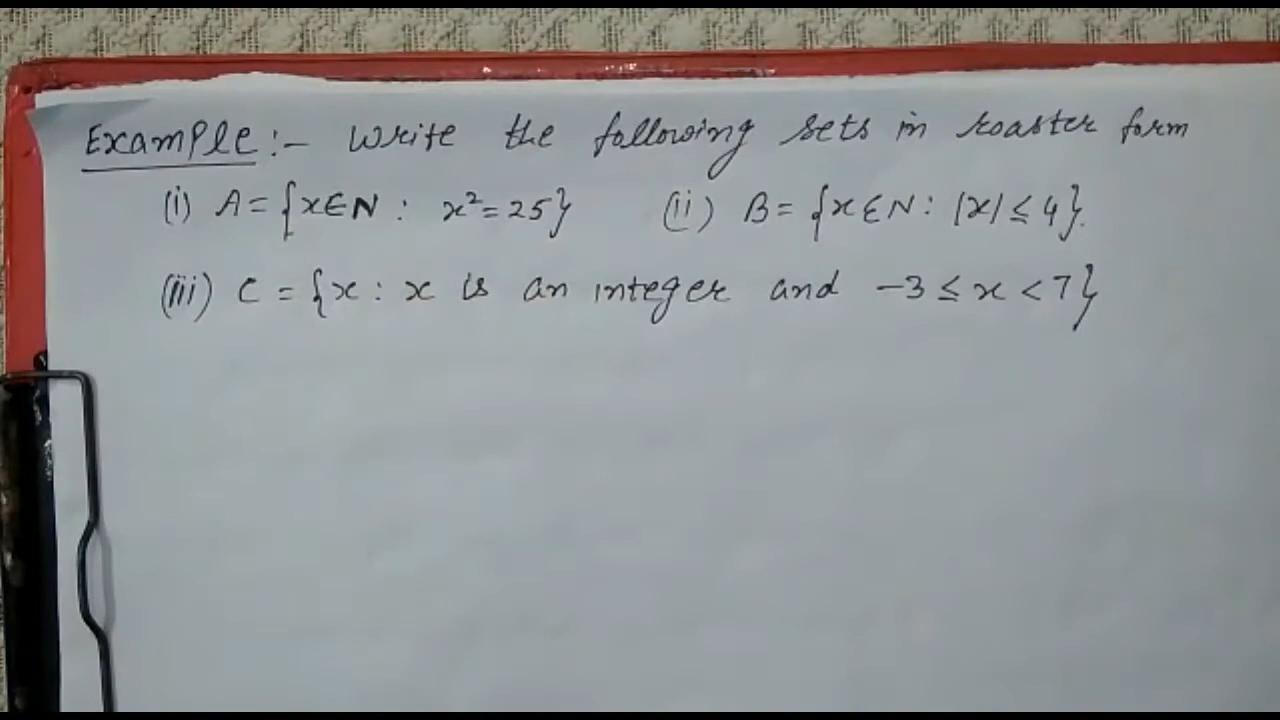 Example :- Write the following sets in roaster form
(i) A = {x∈N : x² = 25} (ii) B = {x∈N : |x| ≤ 4}.
(iii) C = {x : x is an integer and -3 ≤ x < 7}